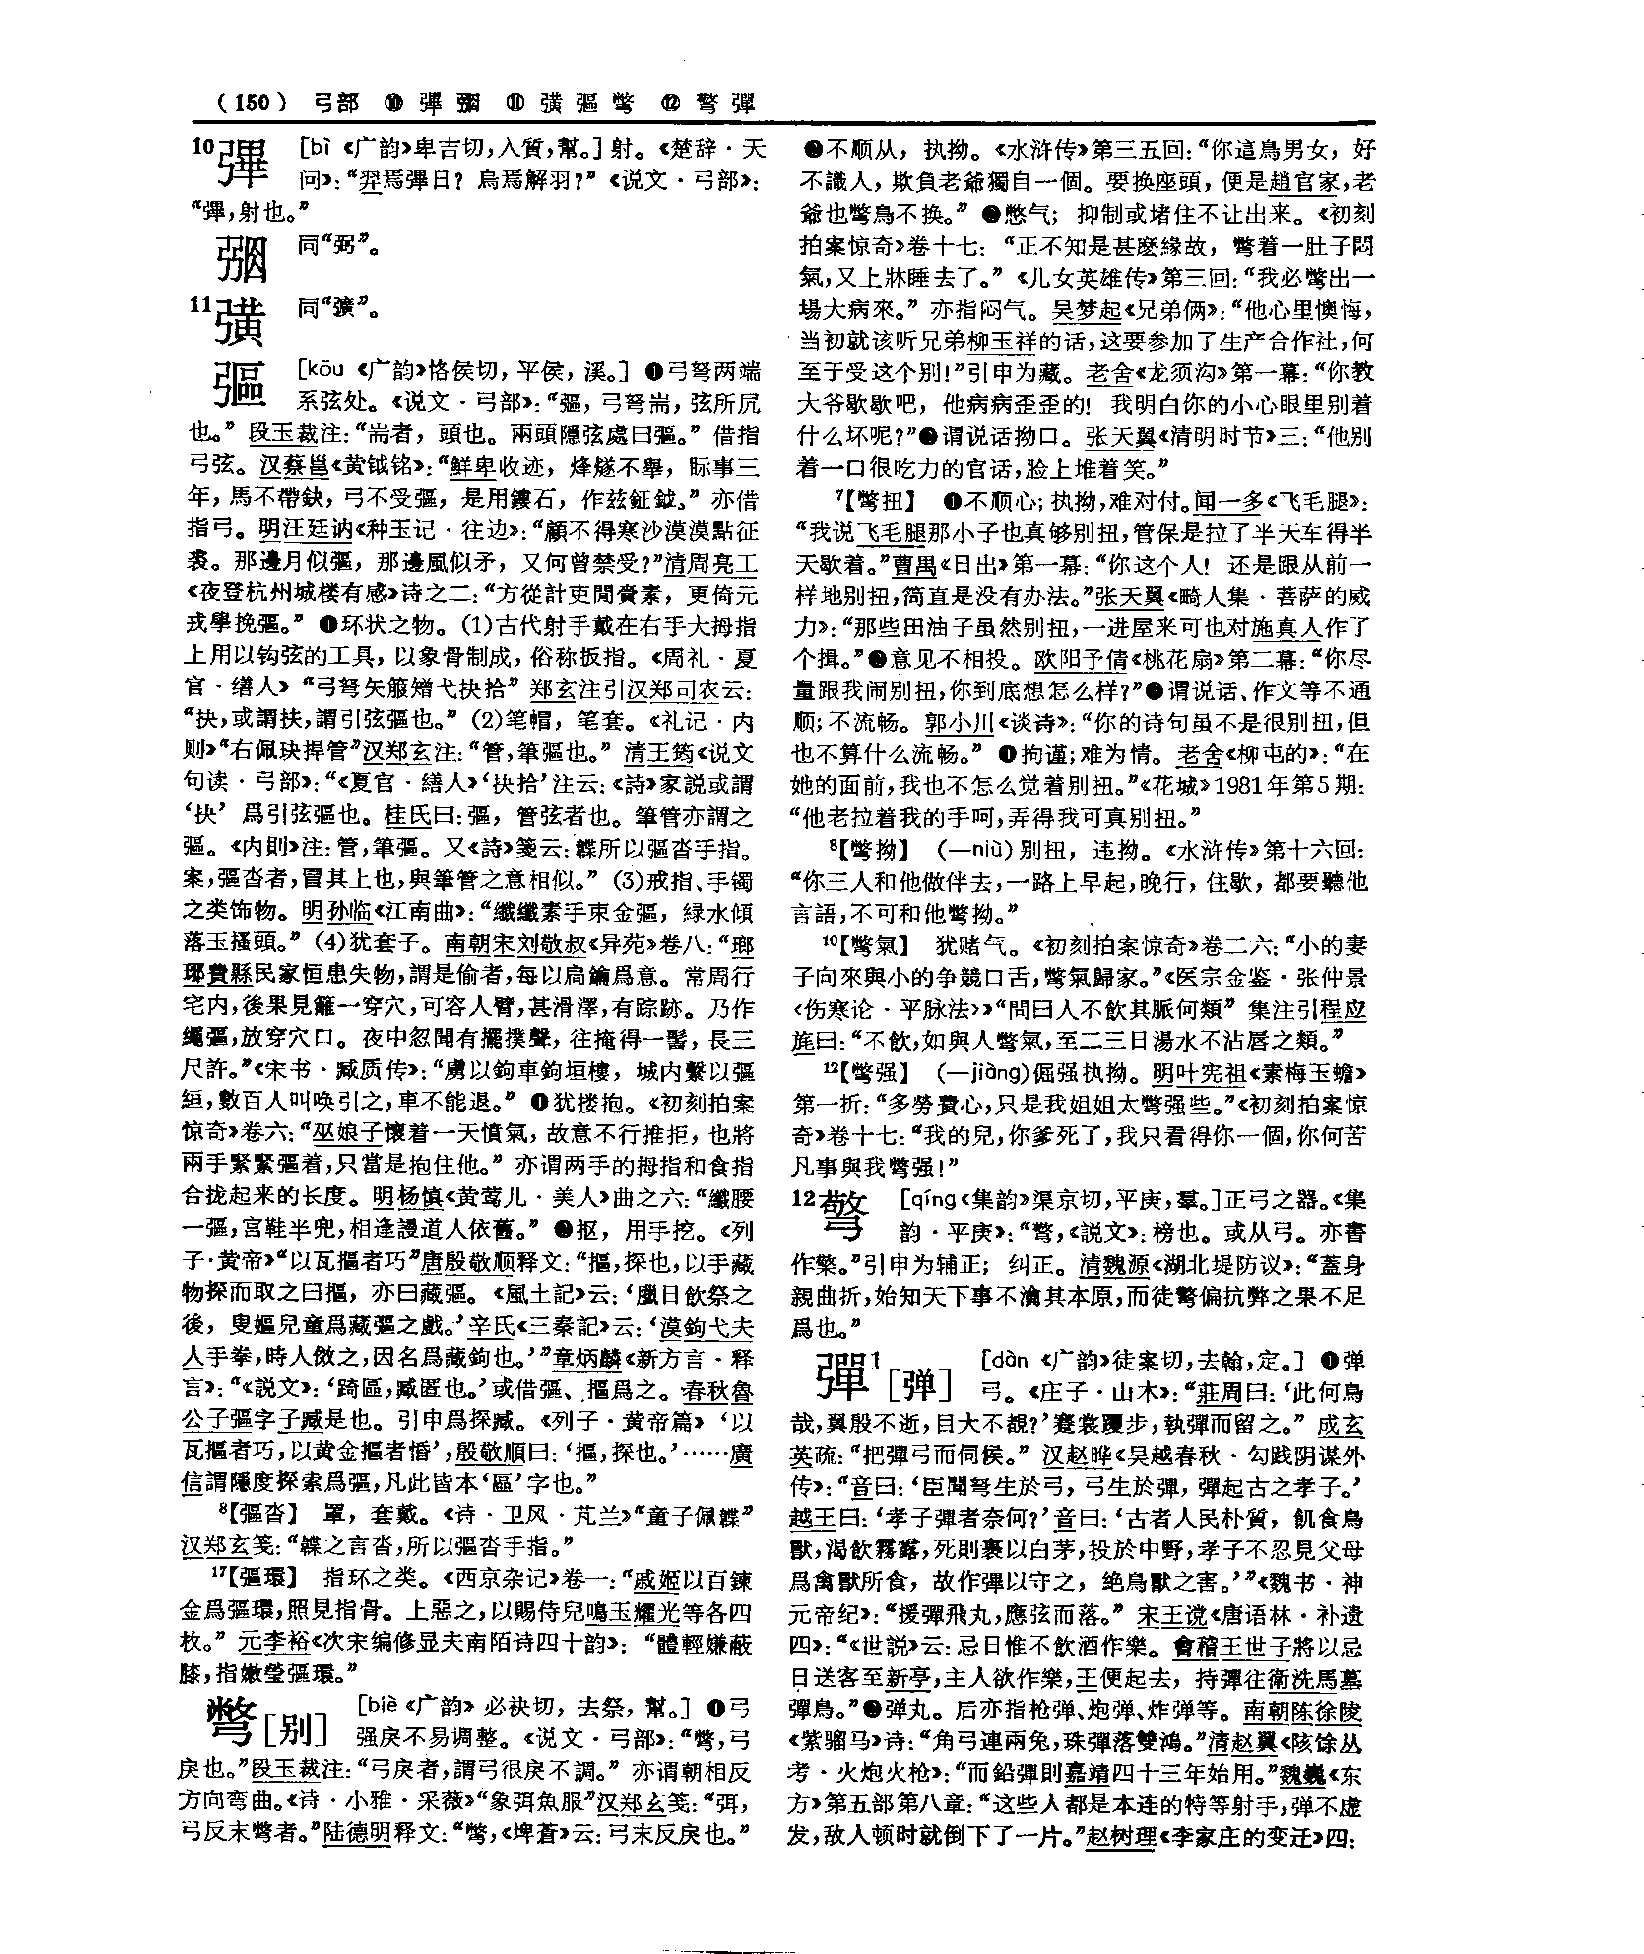 （150） 弓部 ⑩ 彃 弻 ⑪ 彉 彄 彆 ⑫ 弊 彈
10彃 [bì《广韵》卑吉切，入質，幫。]射。《楚辞·天
问》：“羿焉彃日？烏焉解羽？”《说文·弓部》：
“彃，射也。”
同“弼”。
11彉 同“彍”。
彄 [kōu《广韵》恪侯切，平侯，溪。] ❶弓弩两端
系弦处。《说文·弓部》：“彄，弓弩耑，弦所凥
也。”段玉裁注：“耑者，頭也。兩頭隱弦處曰彄。”借指
弓弦。汉蔡邕《黄钺铭》：“鮮卑收迹，烽燧不舉，眎事三
年，馬不帶鈌，弓不受彄，是用鏤石，作兹鉦鉞。”亦借
指弓。明汪廷讷《种玉记·往边》：“顧不得寒沙漠漠點征
裘。那邊月似彄，那邊風似矛，又何曾禁受？”清周亮工
《夜登杭州城楼有感》诗之二：“方從計吏聞賫素，更倚元
戎學挽彄。”❷环状之物。(1)古代射手戴在右手大拇指
上用以钩弦的工具，以象骨制成，俗称扳指。《周礼·夏
官·缮人》“弓弩矢箙矰弋抉拾”郑玄注引汉郑司农云：
“抉，或謂扶，謂引弦彄也。”(2)笔帽，笔套。《礼记·内
则》“右佩玦捍管”汉郑玄注：“管，筆彄也。”清王筠《说文
句读·弓部》：“《夏官·缮人》‘抉拾’注云：《詩》家説或謂
‘抉’爲引弦彄也。桂氏曰：彄，管弦者也。筆管亦謂之
彄。《内則》注：管，筆彄。又《詩》箋云：韘所以彄沓手指。
案，彄沓者，冒其上也，與筆管之意相似。”(3)戒指、手镯
之类饰物。明孙临《江南曲》：“纖纖素手束金彄，緑水傾
落玉搔頭。”(4)犹套子。南朝宋刘敬叔《异苑》卷八：“瑯
瑘費縣民家恒患失物，謂是偷者，每以扃鑰爲意。常周行
宅内，後果見籬一穿穴，可容人臂，甚滑澤，有踪跡。乃作
繩彄，放穿穴口。夜中忽聞有擺撲聲，往掩得一髻，長三
尺許。”《宋书·臧质传》：“虜以鉤車鉤垣樓，城内繫以彄
絙，數百人叫唤引之，車不能退。”❸犹搂抱。《初刻拍案
惊奇》卷六：“巫娘子懷着一天憤氣，故意不行推拒，也將
兩手緊緊彄着，只當是抱住他。”亦谓两手的拇指和食指
合拢起来的长度。明杨慎《黄莺儿·美人》曲之六：“纖腰
一彄，宫鞋半兜，相逢謾道人依舊。”❹抠，用手挖。《列
子·黄帝》“以瓦摳者巧”唐殷敬顺释文：“摳，探也，以手藏
物探而取之曰摳，亦曰藏彄。《風土記》云：‘臘日飲祭之
後，叟嫗兒童爲藏彄之戲。’辛氏《三秦記》云：‘漢鉤弋夫
人手拳，時人傚之，因名爲藏鉤也。’”章炳麟《新方言·释
言》：“《説文》：‘踦區，臧匿也。’或借彄、摳爲之。春秋魯
公子彄字子臧是也。引申爲探臧。《列子·黄帝篇》‘以
瓦摳者巧，以黄金摳者惛’，殷敬順曰：‘摳，探也。’……廣
信謂隱度探索爲彄，凡此皆本‘區’字也。”
8【彄沓】 罩，套戴。《诗·卫风·芄兰》“童子佩韘”
汉郑玄笺：“韘之言沓，所以彄沓手指。”
17【彄環】 指环之类。《西京杂记》卷一：“戚姬以百鍊
金爲彄環，照見指骨。上惡之，以賜侍兒鳴玉耀光等各四
枚。”元李裕《次宋编修显夫南陌诗四十韵》：“體輕嫌蔽
膝，指嫩瑩彄環。”
彆[别] [biè《广韵》必袂切，去祭，幫。] ❶弓
强戾不易调整。《说文·弓部》：“彆，弓
戾也。”段玉裁注：“弓戾者，謂弓很戾不調。”亦谓朝相反
方向弯曲。《诗·小雅·采薇》“象弭魚服”汉郑玄笺：“弭，
弓反末彆者。”陆德明释文：“彆，《埤蒼》云：弓末反戾也。”
❷不顺从，执拗。《水浒传》第三五回：“你這鳥男女，好
不識人，欺負老爺獨自一個。要换座頭，便是趙官家，老
爺也彆鳥不换。”❸憋气；抑制或堵住不让出来。《初刻
拍案惊奇》卷十七：“正不知是甚麽緣故，彆着一肚子悶
氣，又上牀睡去了。”《儿女英雄传》第三回：“我必彆出一
場大病來。”亦指闷气。吴梦起《兄弟俩》：“他心里懊悔，
当初就该听兄弟柳玉祥的话，这要参加了生产合作社，何
至于受这个别！”引申为藏。老舍《龙须沟》第一幕：“你教
大爷歇歇吧，他病病歪歪的！我明白你的小心眼里别着
什么坏呢？”❹谓说话拗口。张天翼《清明时节》三：“他别
着一口很吃力的官话，脸上堆着笑。”
7【彆扭】 ❶不顺心；执拗，难对付。闻一多《飞毛腿》：
“我说飞毛腿那小子也真够别扭，管保是拉了半天车得半
天歇着。”曹禺《日出》第一幕：“你这个人！还是跟从前一
样地别扭，简直是没有办法。”张天翼《畸人集·菩萨的威
力》：“那些田油子虽然别扭，一进屋来可也对施真人作了
个揖。”❷意见不相投。欧阳予倩《桃花扇》第二幕：“你尽
量跟我闹别扭，你到底想怎么样？”❸谓说话、作文等不通
顺；不流畅。郭小川《谈诗》：“你的诗句虽不是很别扭，但
也不算什么流畅。”❹拘谨；难为情。老舍《柳屯的》：“在
她的面前，我也不怎么觉着别扭。”《花城》1981年第5期：
“他老拉着我的手呵，弄得我可真别扭。”
8【彆拗】 (—niù)别扭，违拗。《水浒传》第十六回：
“你三人和他做伴去，一路上早起，晚行，住歇，都要聽他
言語，不可和他彆拗。”
10【彆氣】 犹赌气。《初刻拍案惊奇》卷二六：“小的妻
子向來與小的争競口舌，彆氣歸家。”《医宗金鉴·张仲景
〈伤寒论·平脉法〉》“問曰人不飲其脈何類”集注引程应
旄曰：“不飲，如與人彆氣，至二三日湯水不沾唇之類。”
12【彆强】 (—jiàng)倔强执拗。明叶宪祖《素梅玉蟾》
第一折：“多勞費心，只是我姐姐太彆强些。”《初刻拍案惊
奇》卷十七：“我的兒，你爹死了，我只看得你一個，你何苦
凡事與我彆强！”
12 [qíng《集韵》渠京切，平庚，羣。]正弓之器。《集
韵·平庚》：“，《説文》：榜也。或从弓。亦書
作檠。”引申为辅正；纠正。清魏源《湖北堤防议》：“蓋身
親曲折，始知天下事不探其本原，而徒偏抗弊之果不足
爲也。”
彈1[弹] [dàn《广韵》徒案切，去翰，定。] ❶弹
弓。《庄子·山木》：“莊周曰：‘此何鳥
哉，翼殷不逝，目大不覩？’蹇裳躩步，執彈而留之。”成玄
英疏：“把彈弓而伺候。”汉赵晔《吴越春秋·勾践阴谋外
传》：“音曰：‘臣聞弩生於弓，弓生於彈，彈起古之孝子。’
越王曰：‘孝子彈者奈何？’音曰：‘古者人民朴質，飢食鳥
獸，渴飲霧露，死則裹以白茅，投於中野，孝子不忍見父母
爲禽獸所食，故作彈以守之，绝鳥獸之害。’”《魏书·神
元帝纪》：“援彈飛丸，應弦而落。”宋王谠《唐语林·补遗
四》：“《世説》云：忌日惟不飲酒作樂。會稽王世子將以忌
日送客至新亭，主人欲作樂，王便起去，持彈往衛洗馬墓
彈鳥。”❷弹丸。后亦指枪弹、炮弹、炸弹等。南朝陈徐陵
《紫骝马》诗：“角弓連兩兔，珠彈落雙鴻。”清赵翼《陔馀丛
考·火炮火枪》：“而鉛彈則嘉靖四十三年始用。”魏巍《东
方》第五部第八章：“这些人都是本连的特等射手，弹不虚
发，敌人顿时就倒下了一片。”赵树理《李家庄的变迁》四：